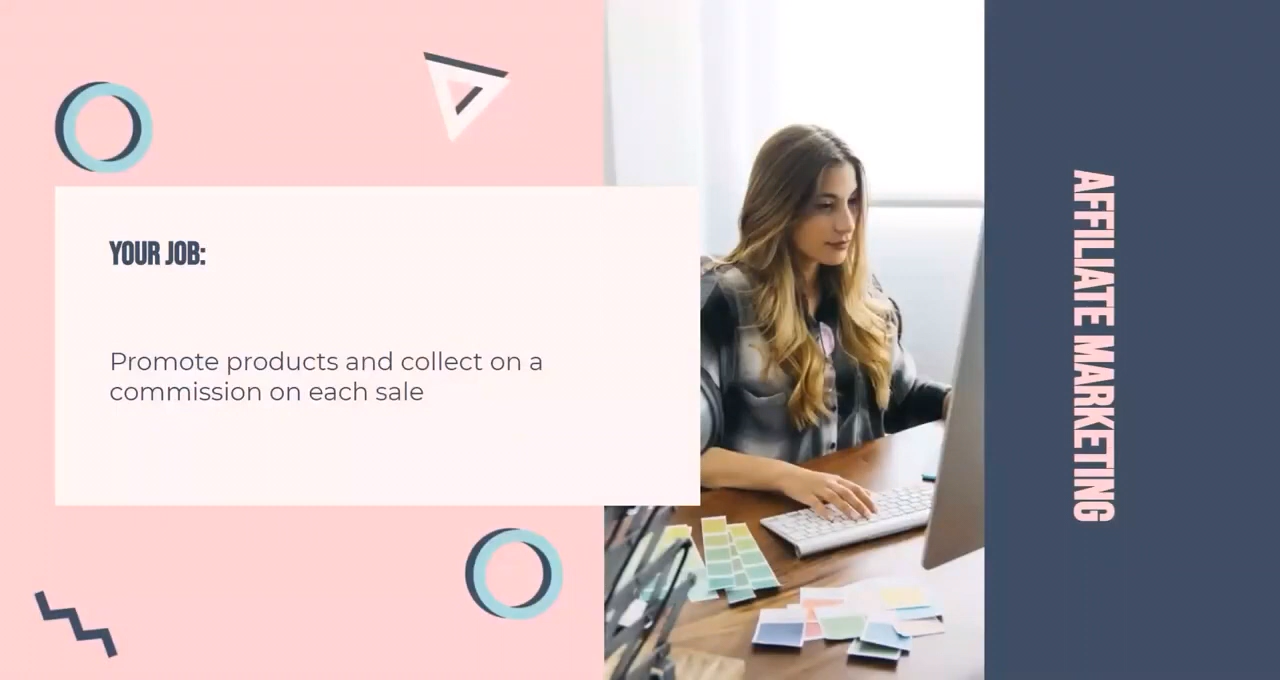 YOUR JOB:
Promote products and collect on a
commission on each sale
AFFILIATE MARKETING